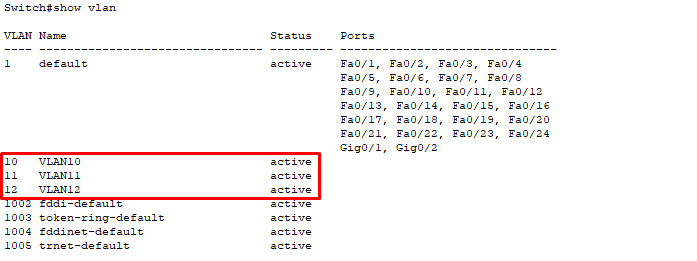 Switch#show vlan
VLAN Name Status Ports
---- -------------------------------- --------- -------------------------------
1 default active Fa0/1, Fa0/2, Fa0/3, Fa0/4
Fa0/5, Fa0/6, Fa0/7, Fa0/8
Fa0/9, Fa0/10, Fa0/11, Fa0/12
Fa0/13, Fa0/14, Fa0/15, Fa0/16
Fa0/17, Fa0/18, Fa0/19, Fa0/20
Fa0/21, Fa0/22, Fa0/23, Fa0/24
Gig0/1, Gig0/2
10 VLAN10 active
11 VLAN11 active
12 VLAN12 active
1002 fddi-default active
1003 token-ring-default active
1004 fddinet-default active
1005 trnet-default active